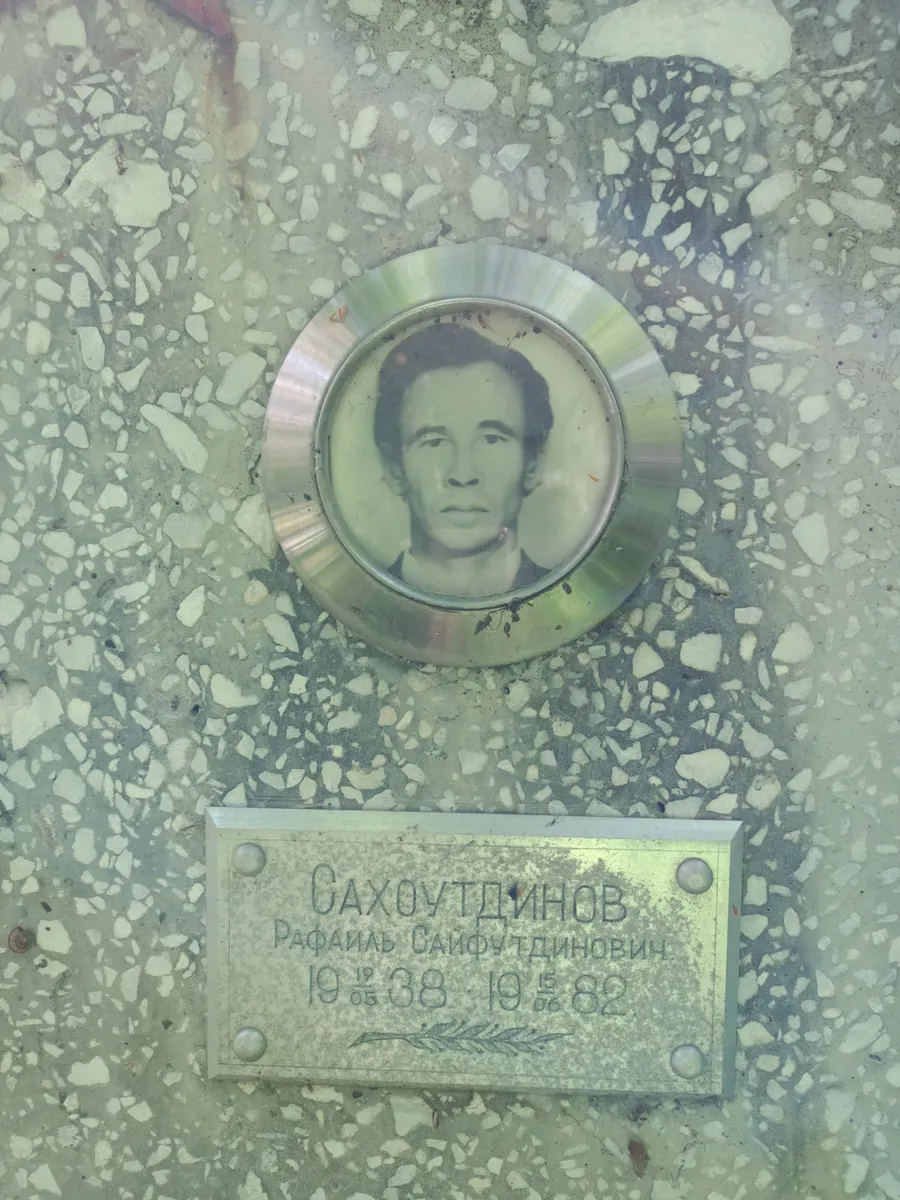 Сахоутдинов
Рафаиль Сайфутдинович
19 19/05 38 19 15/06 82